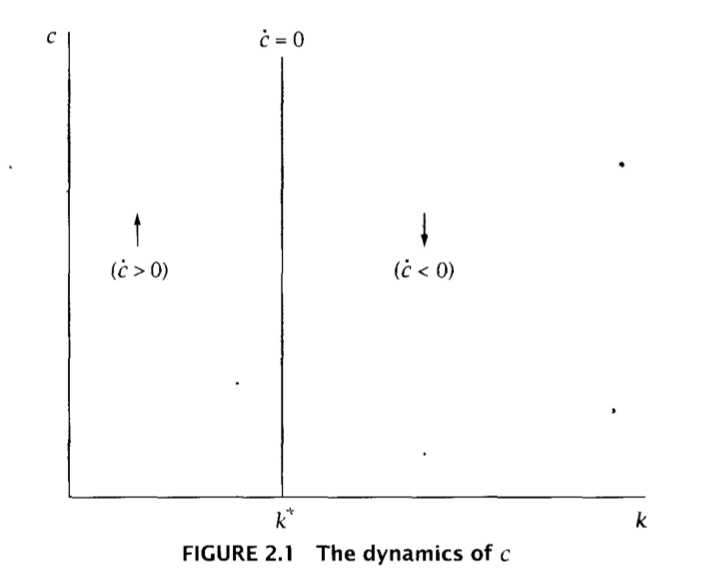 c
ċ = 0
(ċ > 0)
(ċ < 0)
k*
k
FIGURE 2.1 The dynamics of c